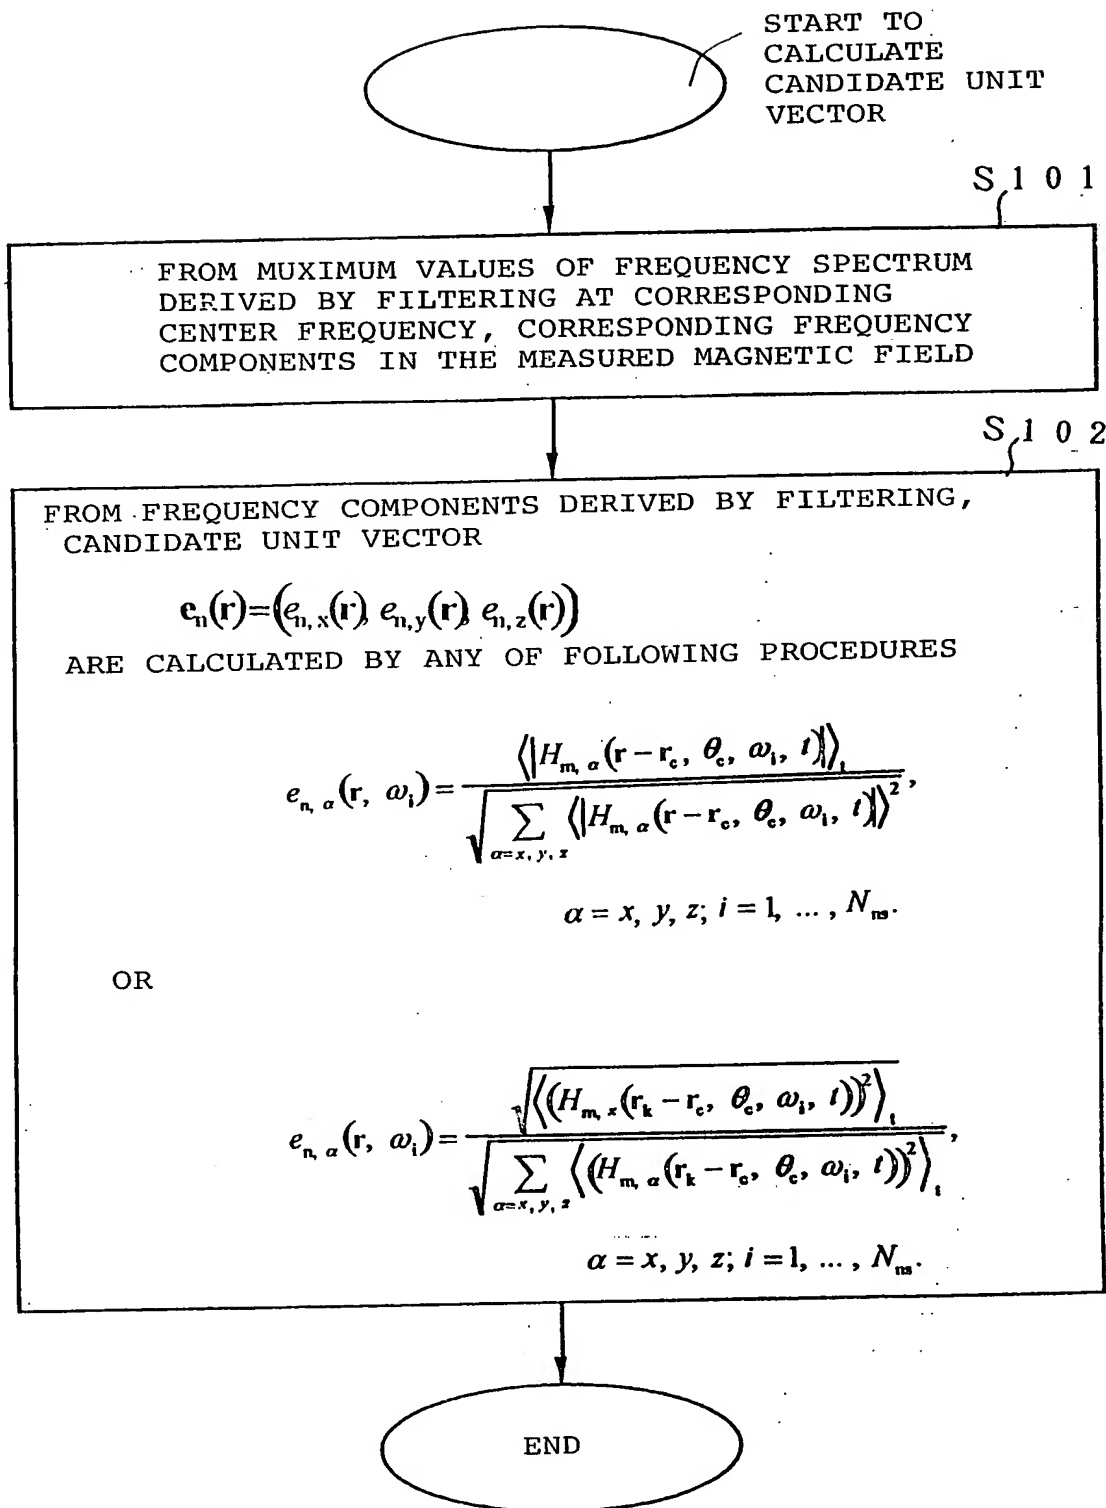 START TO
CALCULATE
CANDIDATE UNIT
VECTOR
S101
FROM MUXIMUM VALUES OF FREQUENCY SPECTRUM
DERIVED BY FILTERING AT CORRESPONDING
CENTER FREQUENCY, CORRESPONDING FREQUENCY
COMPONENTS IN THE MEASURED MAGNETIC FIELD
S102
FROM FREQUENCY COMPONENTS DERIVED BY FILTERING,
CANDIDATE UNIT VECTOR
e_n(r)=(e_{n,x}(r), e_{n,y}(r), e_{n,z}(r))
ARE CALCULATED BY ANY OF FOLLOWING PROCEDURES
e_{n,α}(r, ω_i) = ⟨|H_{m,α}(r − r_c, θ_c, ω_i, t)|⟩_t / √(∑_{α=x,y,z} ⟨|H_{m,α}(r − r_c, θ_c, ω_i, t)|⟩²),
α = x, y, z; i = 1, ..., N_{ns}.
OR
e_{n,α}(r, ω_i) = √⟨(H_{m,x}(r_k − r_c, θ_c, ω_i, t))²⟩_t / √(∑_{α=x,y,z} ⟨(H_{m,α}(r_k − r_c, θ_c, ω_i, t))²⟩_t),
α = x, y, z; i = 1, ..., N_{ns}.
END